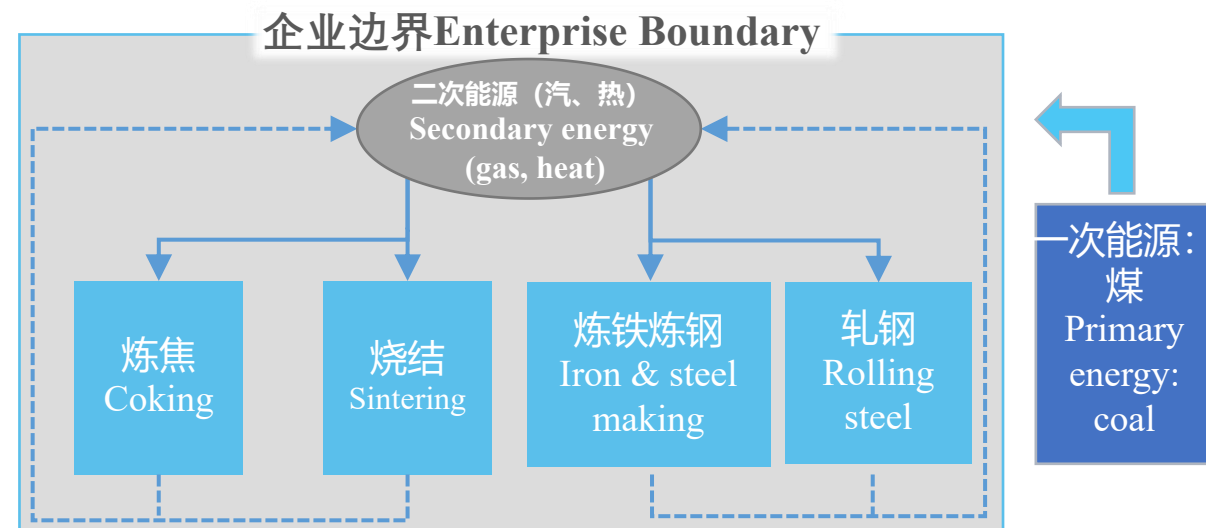 企业边界Enterprise Boundary
二次能源（汽、热）
Secondary energy
(gas, heat)
炼焦
Coking
烧结
Sintering
炼铁炼钢
Iron & steel
making
轧钢
Rolling
steel
一次能源：
煤
Primary
energy:
coal